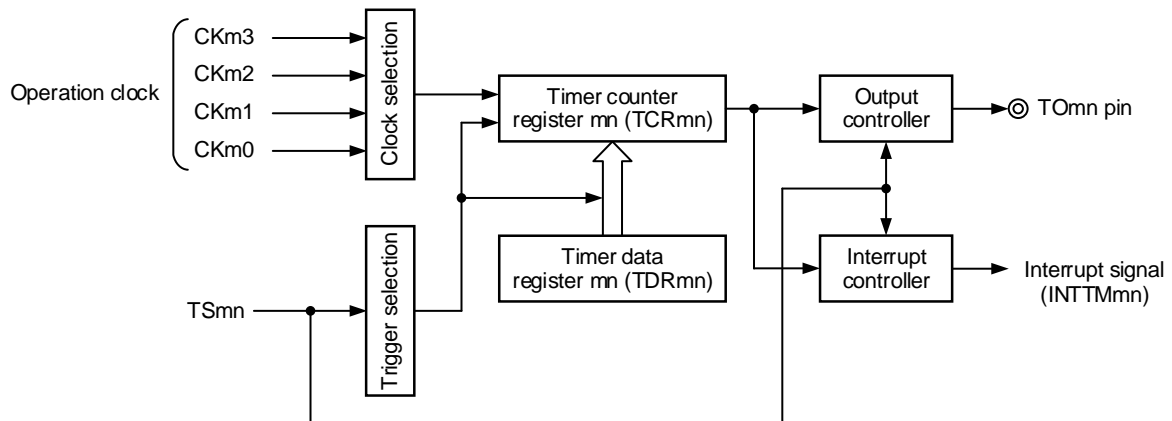 Operation clock
CKm3
CKm2
CKm1
CKm0
Clock selection
Timer counter
register mn (TCRmn)
Output
controller
TOmn pin
Timer data
register mn (TDRmn)
Interrupt
controller
Interrupt signal
(INTTMmn)
TSmn
Trigger selection